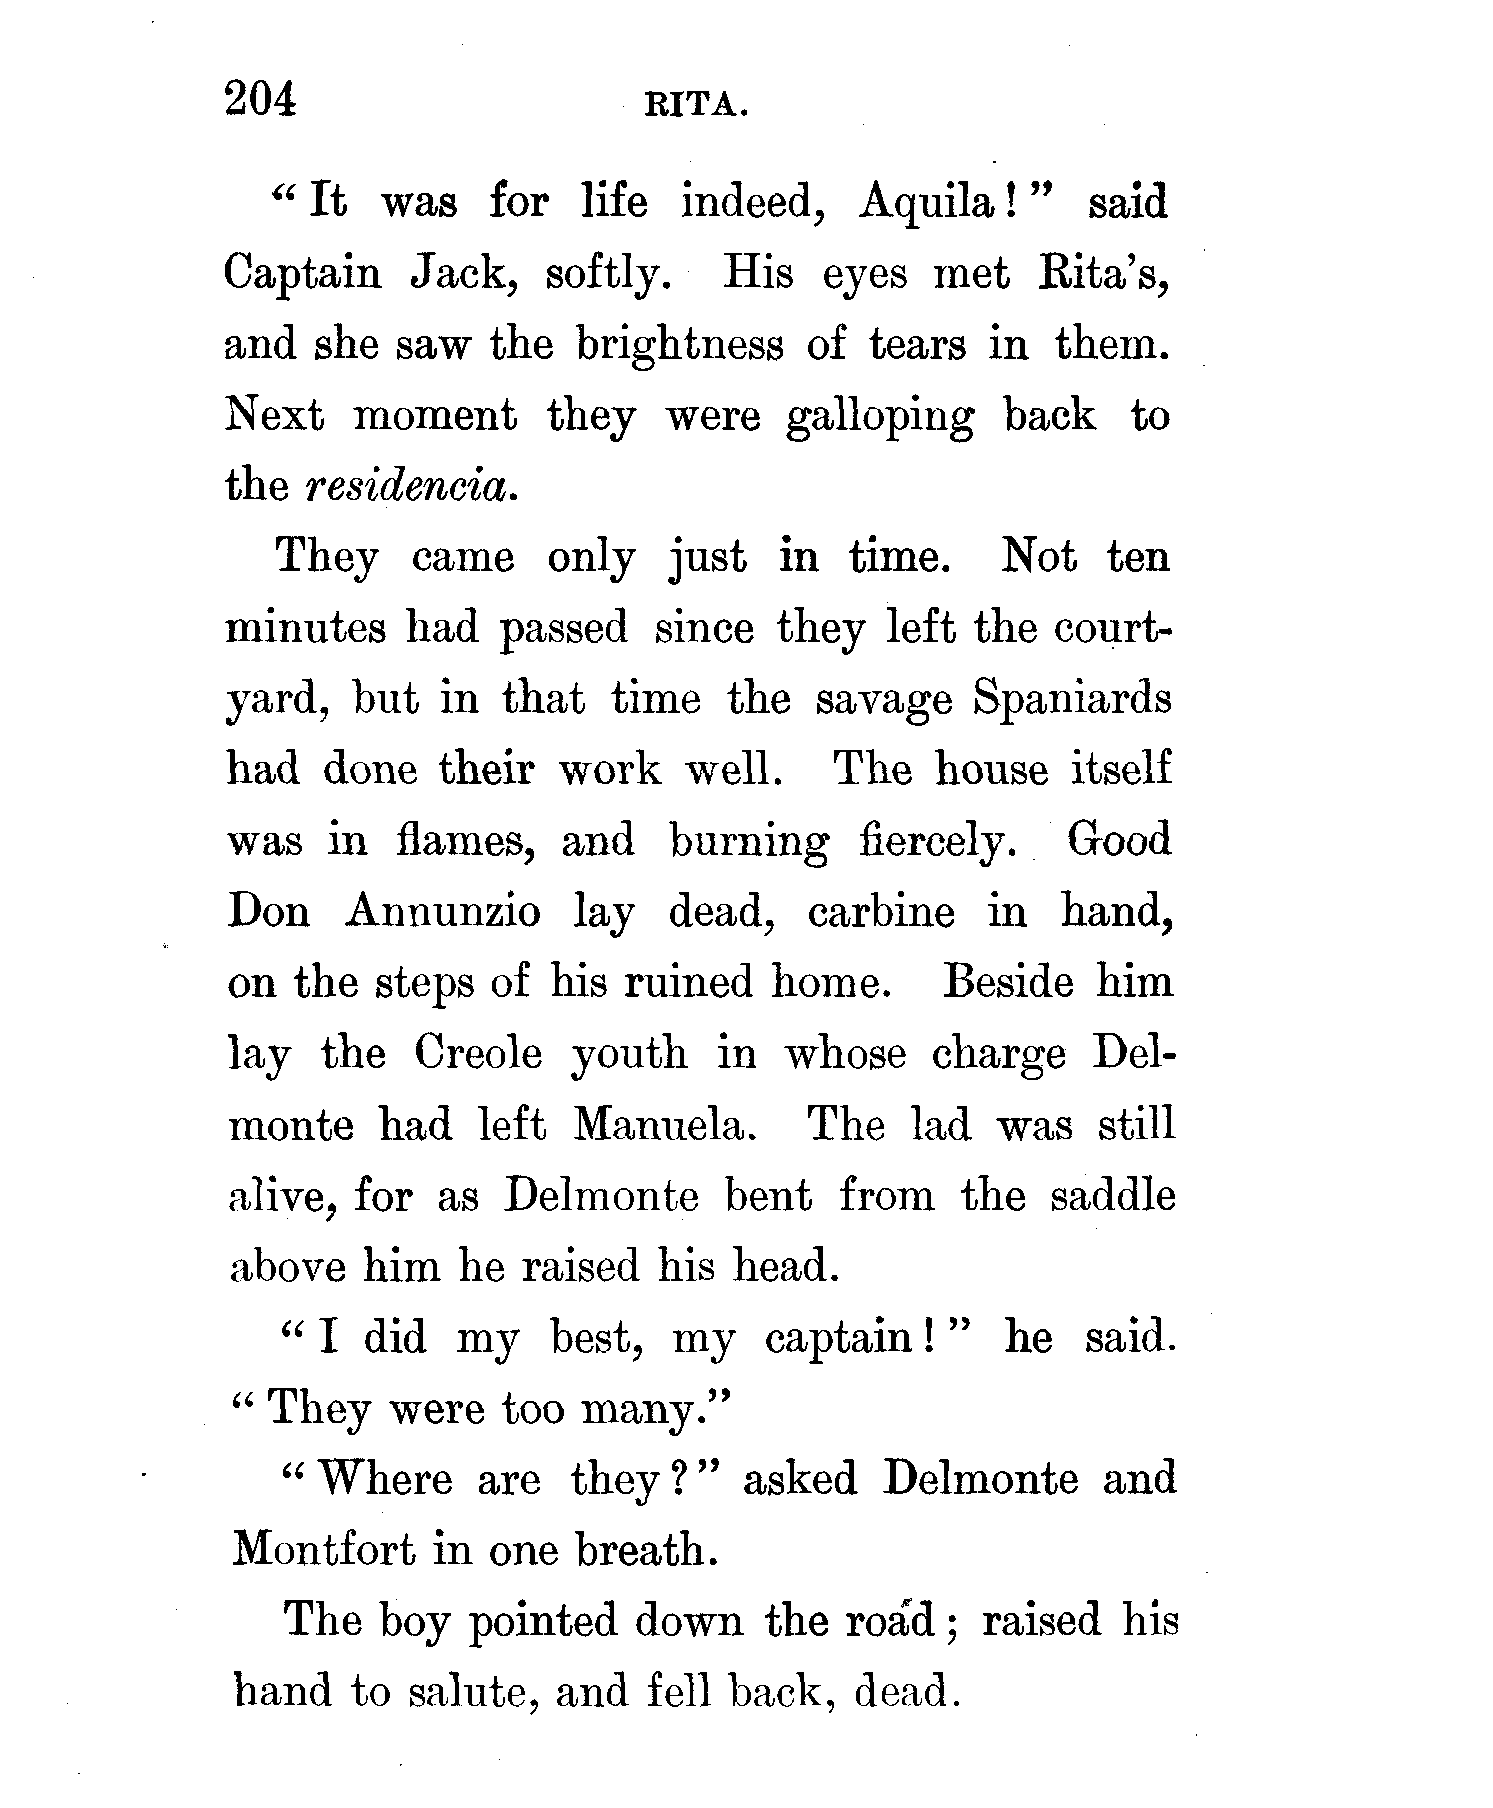 204 RITA.
“ It was for life indeed, Aquila ! ” said
Captain Jack, softly. His eyes met Rita’s,
and she saw the brightness of tears in them.
Next moment they were galloping back to
the residencia.
They came only just in time. Not ten
minutes had passed since they left the court-
yard, but in that time the savage Spaniards
had done their work well. The house itself
was in flames, and burning fiercely. Good
Don Annunzio lay dead, carbine in hand,
on the steps of his ruined home. Beside him
lay the Creole youth in whose charge Del-
monte had left Manuela. The lad was still
alive, for as Delmonte bent from the saddle
above him he raised his head.
“ I did my best, my captain ! ” he said.
“ They were too many.”
“ Where are they ? ” asked Delmonte and
Montfort in one breath.
The boy pointed down the road ; raised his
hand to salute, and fell back, dead.